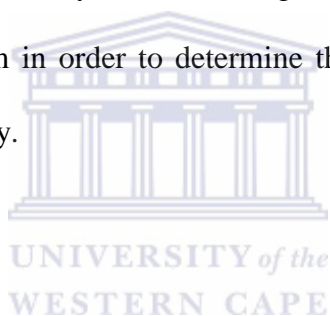 n in order to determine th
y.
UNIVERSITY of the
WESTERN CAPE